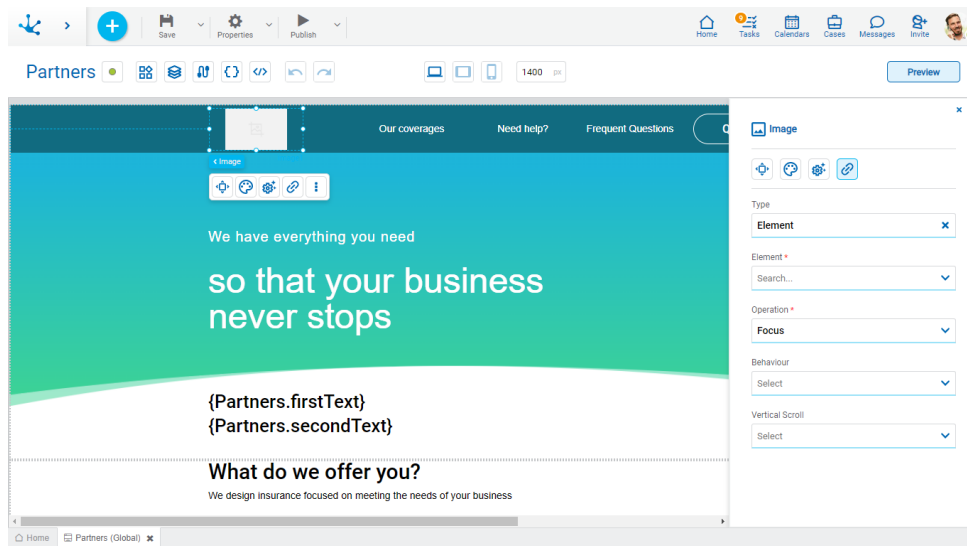 Save
Properties
Publish
Home
9
Tasks
Calendars
Cases
Messages
Invite
Partners
1400 px
Preview
Our coverages
Need help?
Frequent Questions
Q
Image
Image
Type
Element
Element *
Search...
Operation *
Focus
Behaviour
Select
Vertical Scroll
Select
We have everything you need
so that your business
never stops
{Partners.firstText}
{Partners.secondText}
What do we offer you?
We design insurance focused on meeting the needs of your business
Home
Partners (Global)